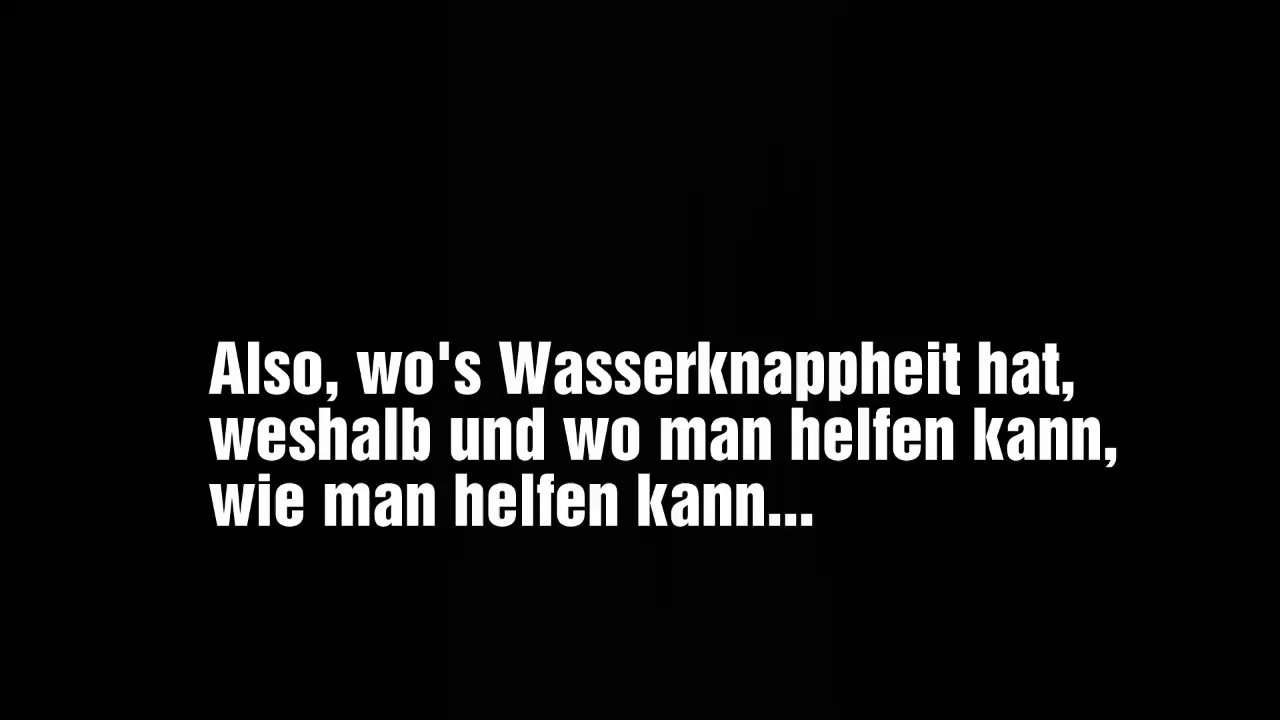 Also, wo's Wasserknappheit hat,
weshalb und wo man helfen kann,
wie man helfen kann...